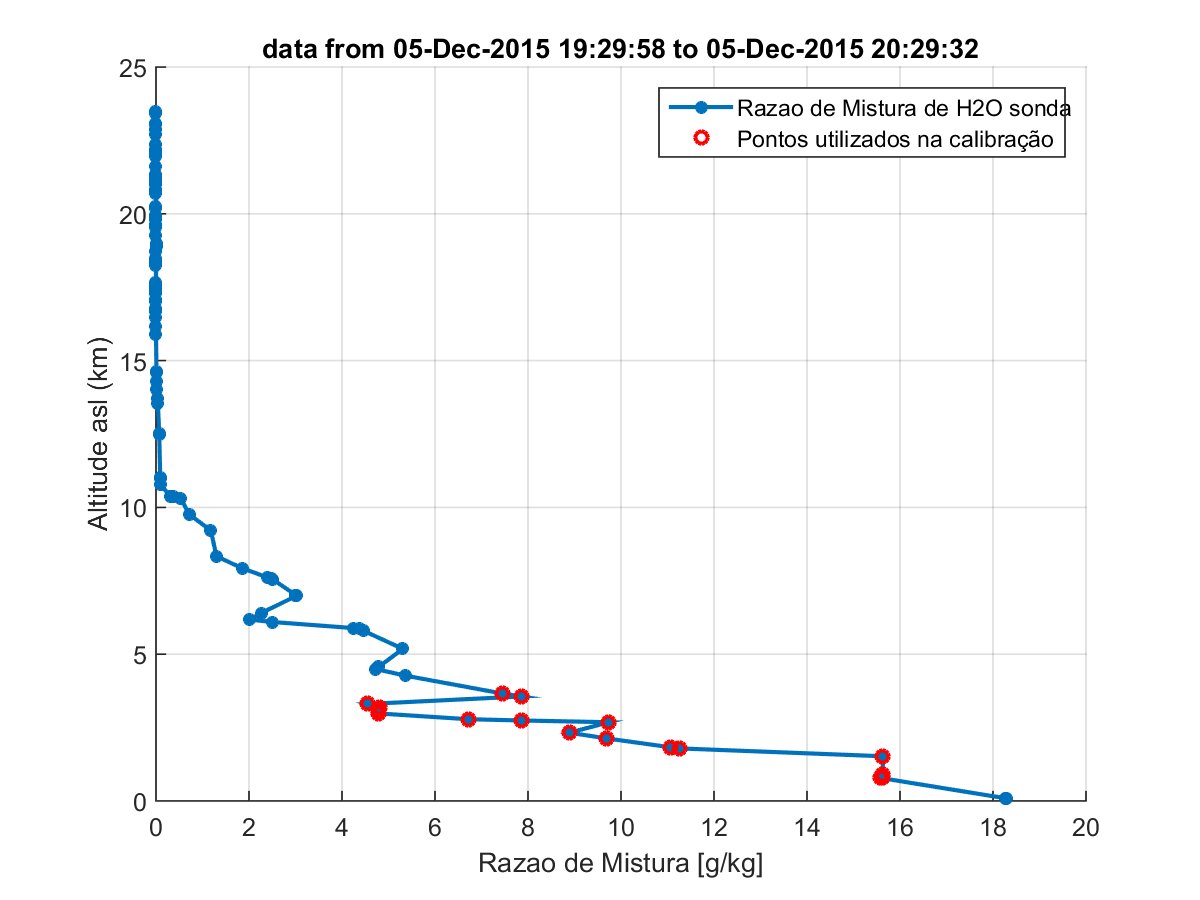 data from 05-Dec-2015 19:29:58 to 05-Dec-2015 20:29:32
Razao de Mistura de H2O sonda
Pontos utilizados na calibração
25
20
15
10
5
0
Altitude asl (km)
0 2 4 6 8 10 12 14 16 18 20
Razao de Mistura [g/kg]